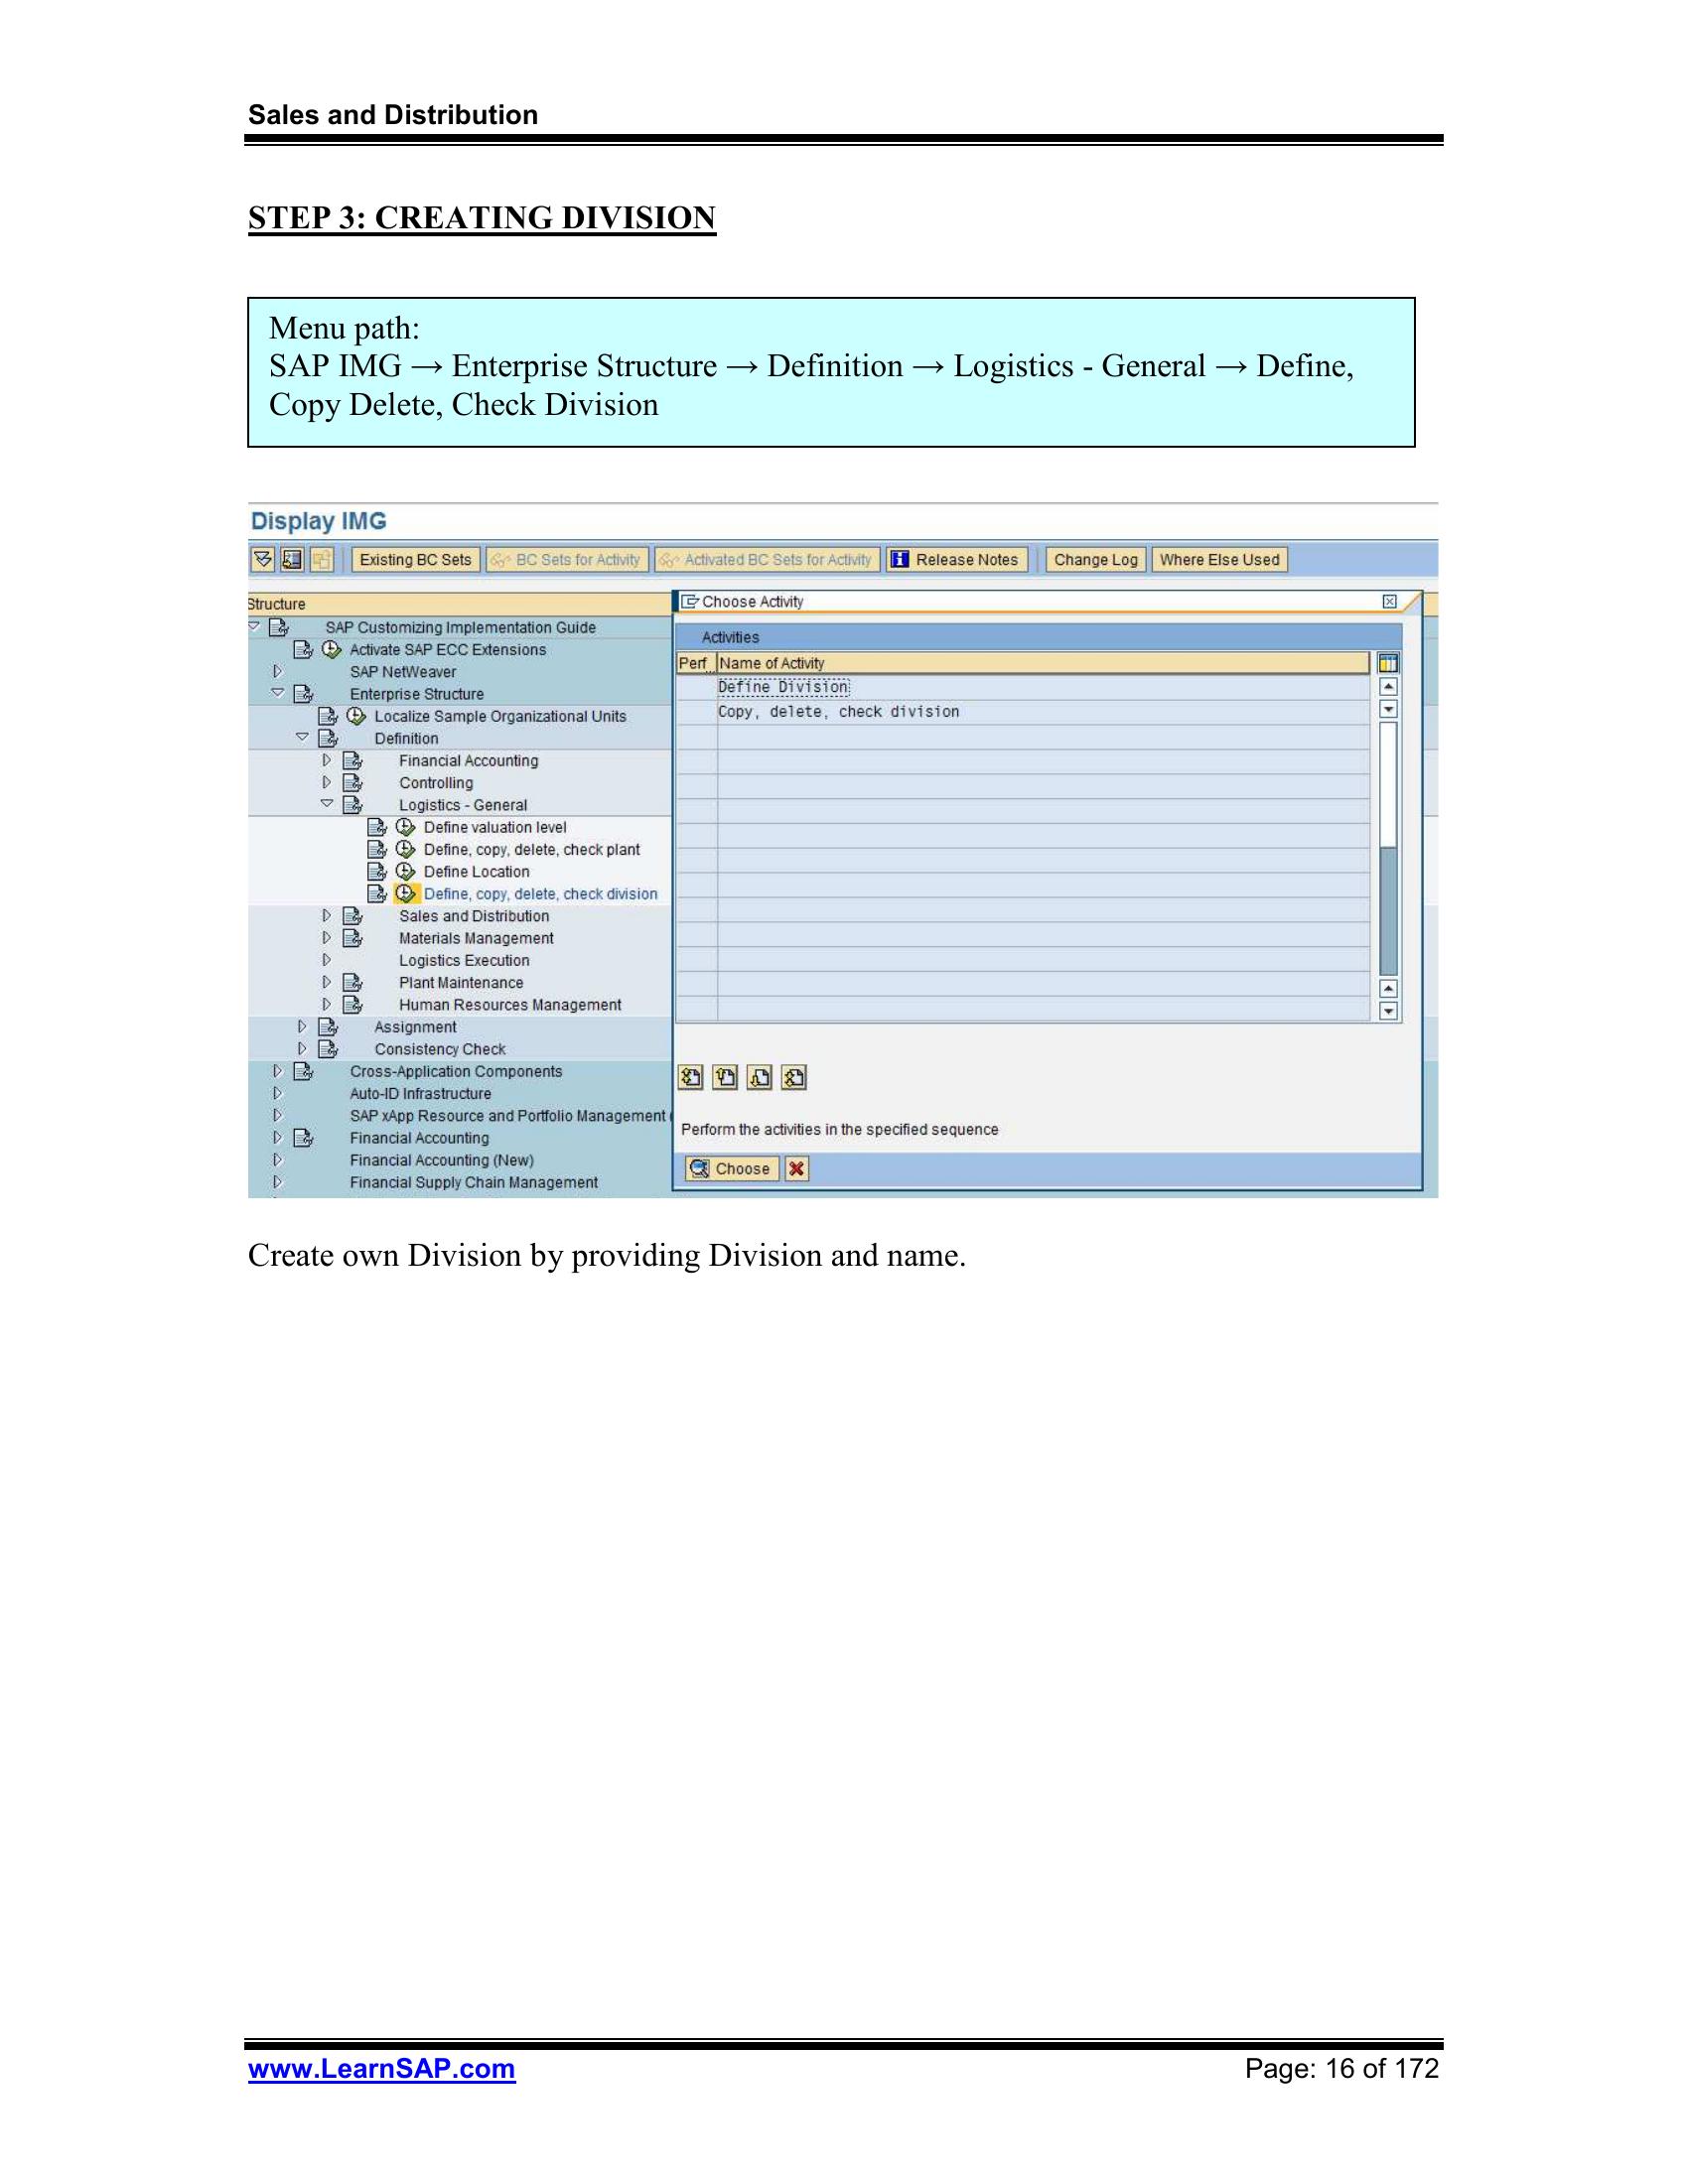 Sales and Distribution
STEP 3: CREATING DIVISION
Menu path:
SAP IMG → Enterprise Structure → Definition → Logistics - General → Define,
Copy Delete, Check Division
Display IMG
Existing BC Sets BC Sets for Activity Activated BC Sets for Activity Release Notes Change Log Where Else Used
Structure
SAP Customizing Implementation Guide
Activate SAP ECC Extensions
SAP NetWeaver
Enterprise Structure
Localize Sample Organizational Units
Definition
Financial Accounting
Controlling
Logistics - General
Define valuation level
Define, copy, delete, check plant
Define Location
Define, copy, delete, check division
Sales and Distribution
Materials Management
Logistics Execution
Plant Maintenance
Human Resources Management
Assignment
Consistency Check
Cross-Application Components
Auto-ID Infrastructure
SAP xApp Resource and Portfolio Management (
Financial Accounting
Financial Accounting (New)
Financial Supply Chain Management
Choose Activity
Activities
Perf... Name of Activity
Define Division
Copy, delete, check division
Perform the activities in the specified sequence
Choose
Create own Division by providing Division and name.
www.LearnSAP.com Page: 16 of 172